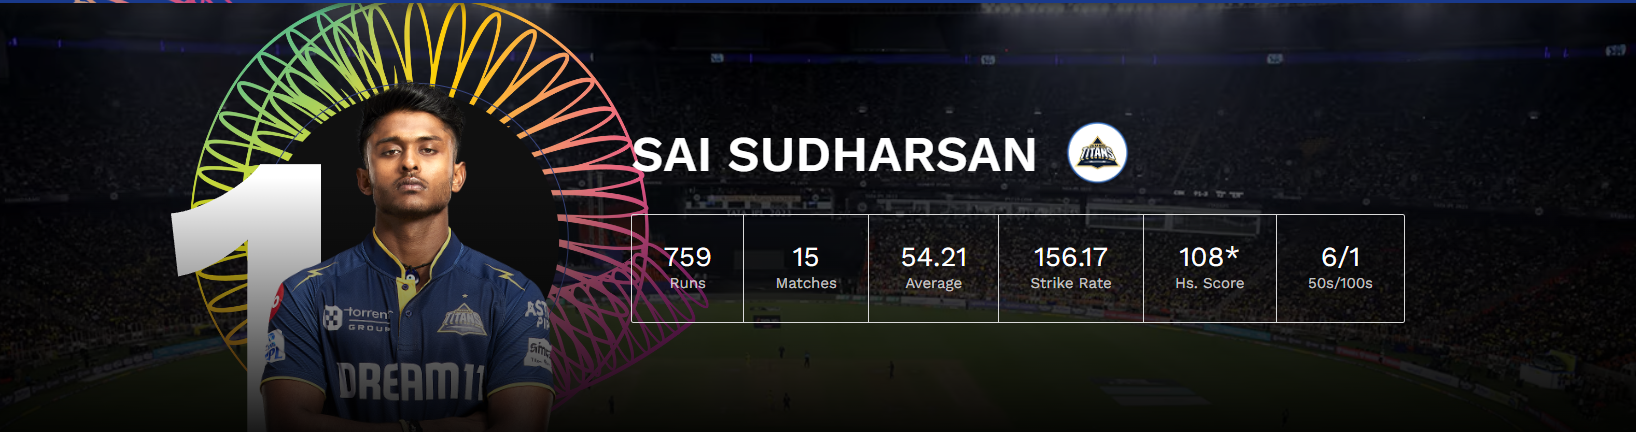 SAI SUDHARSAN
TITANS
1
759
Runs
15
Matches
54.21
Average
156.17
Strike Rate
108*
Hs. Score
6/1
50s/100s
torrent
GROUP
TITANS
DREAM11